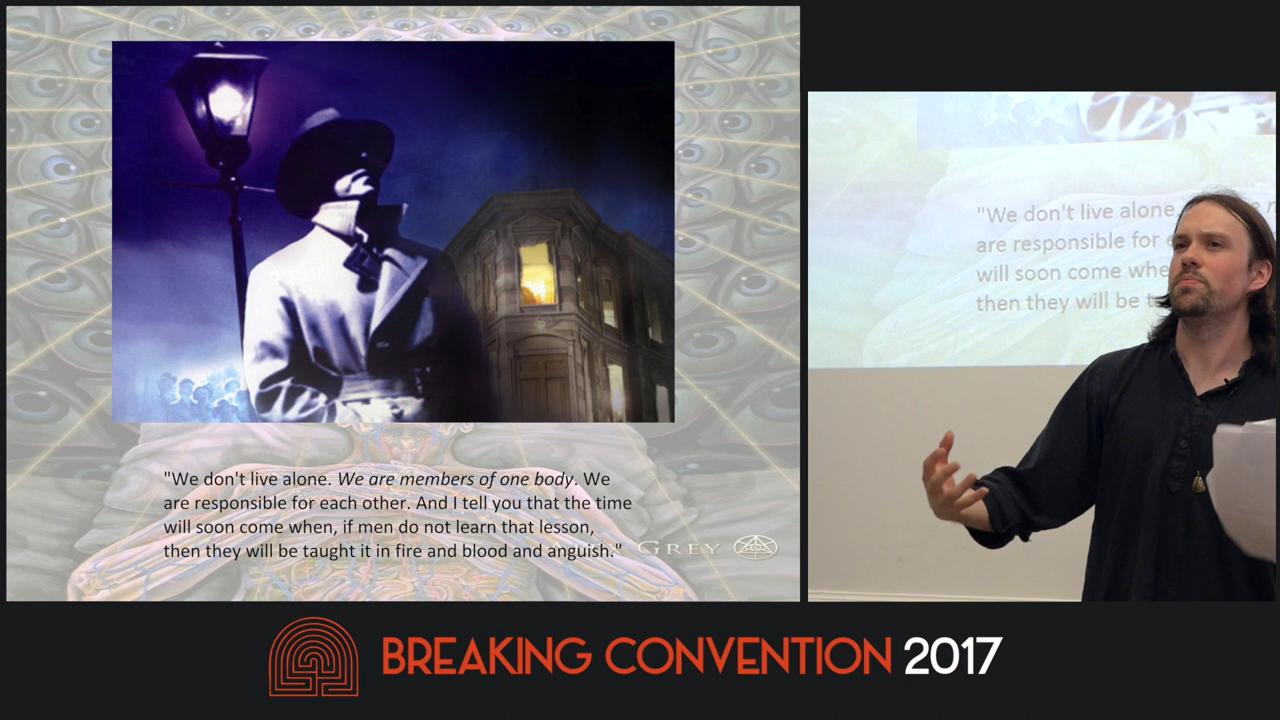 "We don't live alone. We are members of one body. We
are responsible for each other. And I tell you that the time
will soon come when, if men do not learn that lesson,
then they will be taught it in fire and blood and anguish."
GREY
"We don't live alone.
are responsible for
will soon come whe
then they will be t
BREAKING CONVENTION 2017